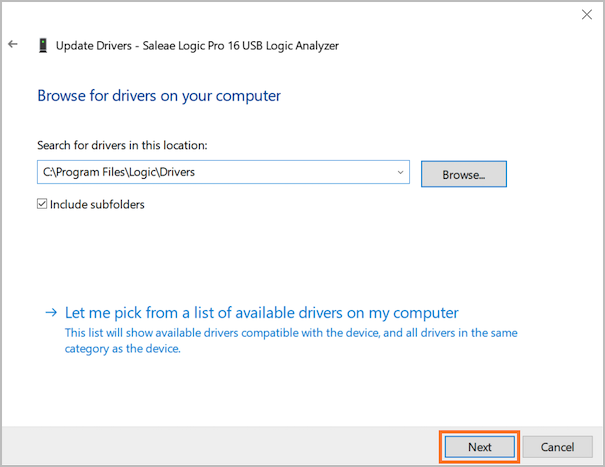 Update Drivers - Saleae Logic Pro 16 USB Logic Analyzer
Browse for drivers on your computer
Search for drivers in this location:
C:\Program Files\Logic\Drivers
Browse...
Include subfolders
Let me pick from a list of available drivers on my computer
This list will show available drivers compatible with the device, and all drivers in the same
category as the device.
Next
Cancel